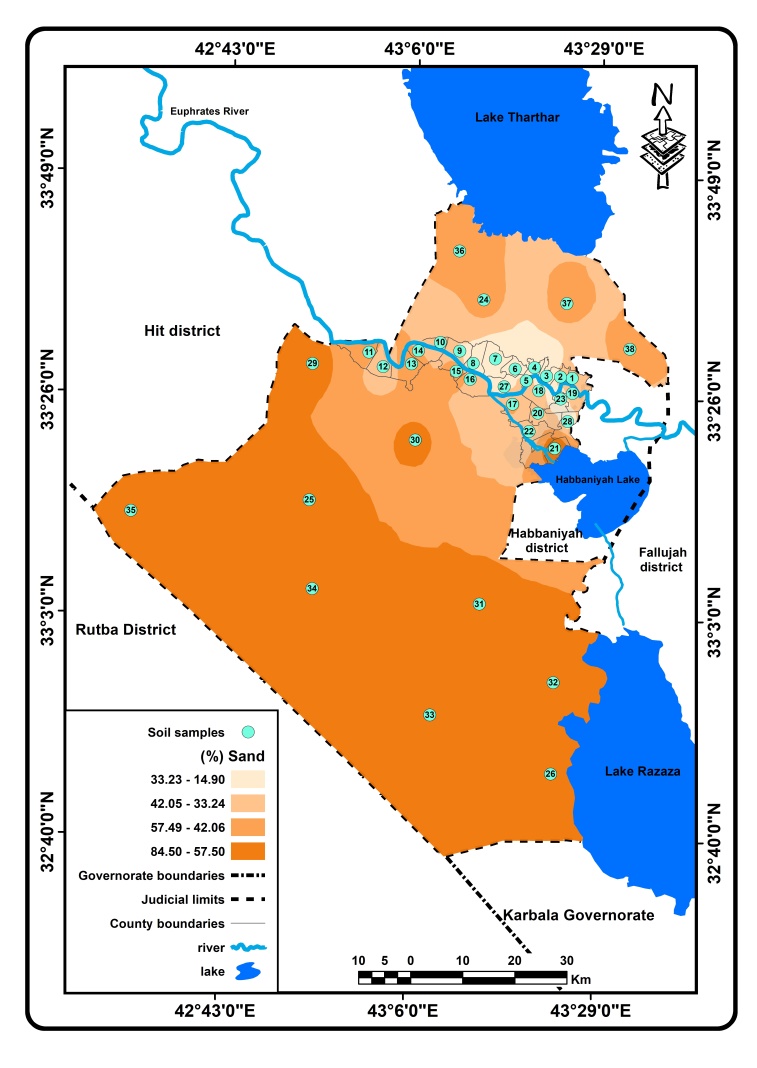 42°43'0"E 43°6'0"E 43°29'0"E
Euphrates River
Lake Tharthar
N
33°49'0"N
33°49'0"N
36
24
37
Hit district
38
10
11
14
9
29
12
13
8
7
15
16
6
4
3
2
1
5
27
18
19
23
17
20
28
22
21
33°26'0"N
33°26'0"N
30
Habbaniyah Lake
25
35
Habbaniyah
district
Fallujah
district
34
31
33°3'0"N
33°3'0"N
Rutba District
32
33
26
Lake Razaza
Soil samples
(%) Sand
33.23 - 14.90
42.05 - 33.24
57.49 - 42.06
84.50 - 57.50
Governorate boundaries
Judicial limits
County boundaries
river
lake
32°40'0"N
32°40'0"N
Karbala Governorate
10 5 0 10 20 30
Km
42°43'0"E 43°6'0"E 43°29'0"E